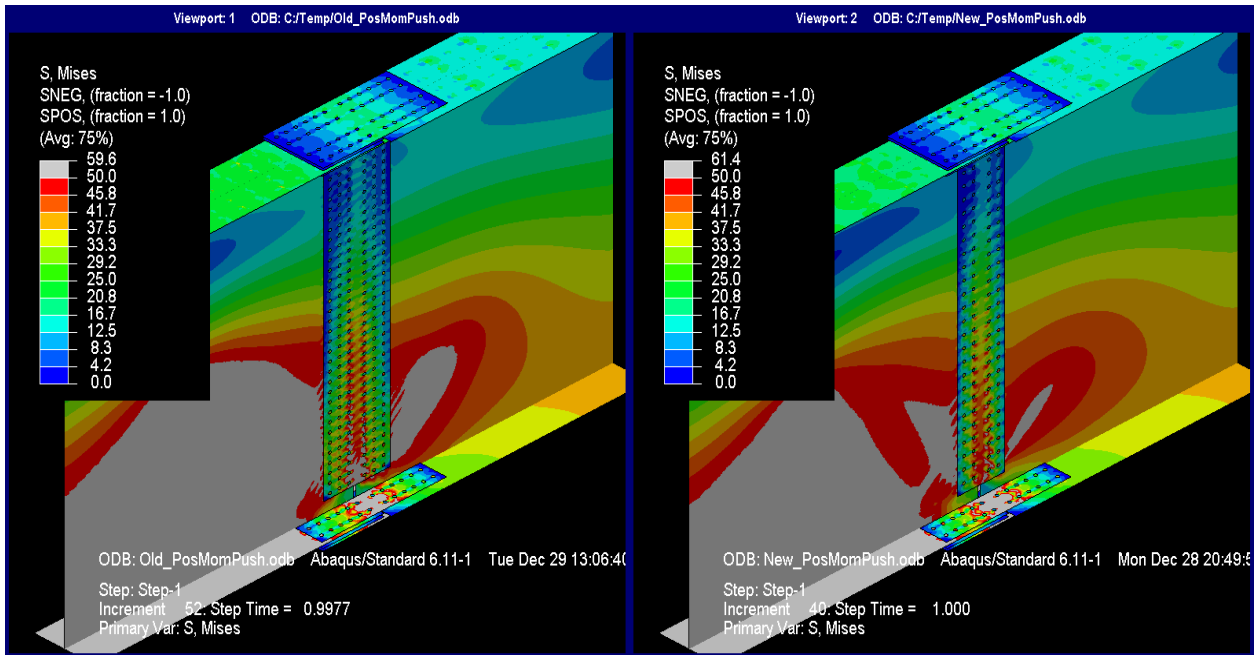 Viewport: 1 ODB: C:/Temp/Old_PosMomPush.odb
S, Mises
SNEG, (fraction = -1.0)
SPOS, (fraction = 1.0)
(Avg: 75%)
59.6
50.0
45.8
41.7
37.5
33.3
29.2
25.0
20.8
16.7
12.5
8.3
4.2
0.0
ODB: Old_PosMomPush.odb Abaqus/Standard 6.11-1 Tue Dec 29 13:06:40
Step: Step-1
Increment 52: Step Time = 0.9977
Primary Var: S, Mises
Viewport: 2 ODB: C:/Temp/New_PosMomPush.odb
S, Mises
SNEG, (fraction = -1.0)
SPOS, (fraction = 1.0)
(Avg: 75%)
61.4
50.0
45.8
41.7
37.5
33.3
29.2
25.0
20.8
16.7
12.5
8.3
4.2
0.0
ODB: New_PosMomPush.odb Abaqus/Standard 6.11-1 Mon Dec 28 20:49:5
Step: Step-1
Increment 40: Step Time = 1.000
Primary Var: S, Mises